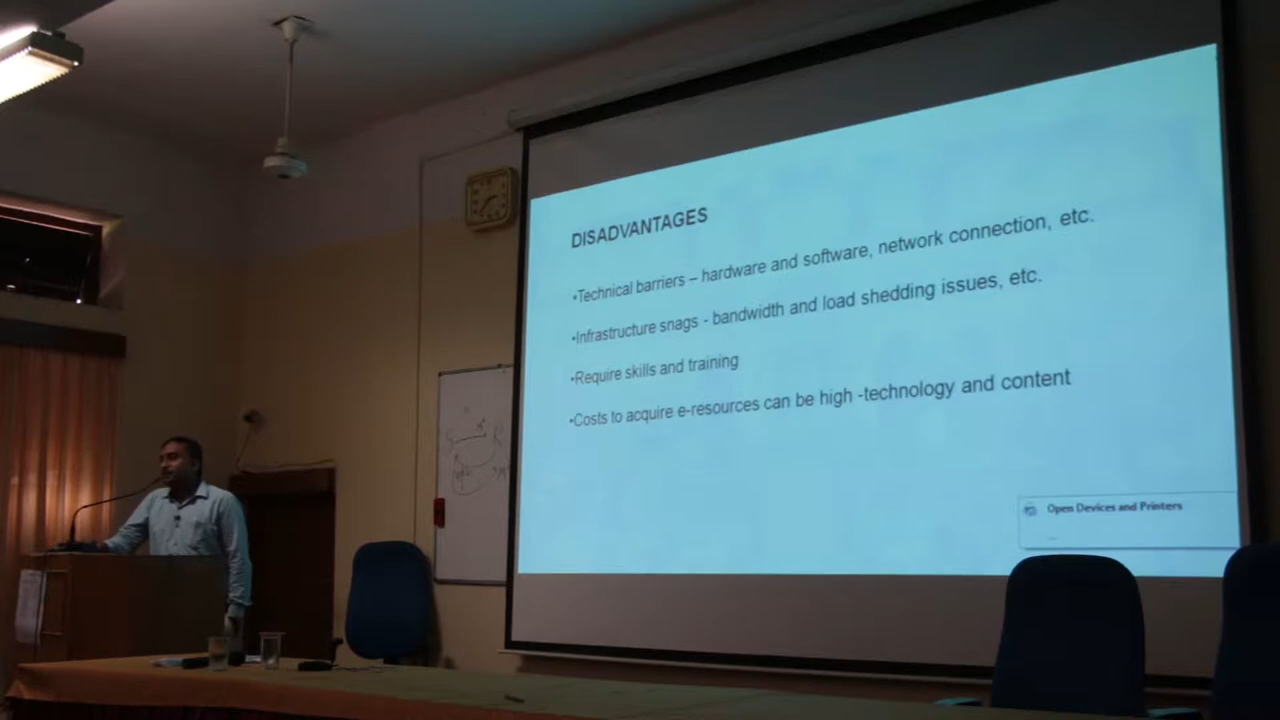 DISADVANTAGES
•Technical barriers – hardware and software, network connection, etc.
•Infrastructure snags - bandwidth and load shedding issues, etc.
•Require skills and training
•Costs to acquire e-resources can be high -technology and content
Open Devices and Printers